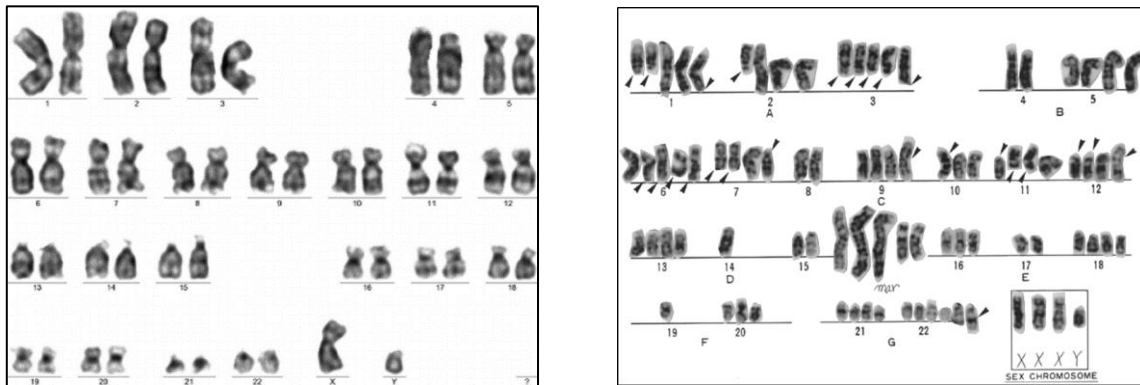 1 2 3 4 5
6 7 8 9 10 11 12
13 14 15 16 17 18
19 20 21 22 X Y ?
1 2 3 4 5
A B
6 7 8 9 10 11 12
C
13 14 15 mar 16 17 18
D E
19 20 21 22 X X X Y
F G SEX CHROMOSOME